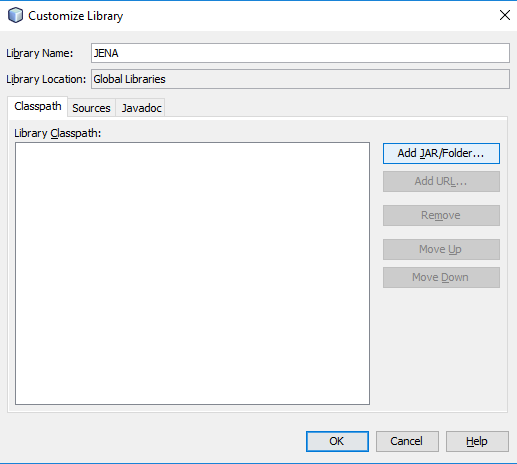 Customize Library
Library Name: JENA
Library Location: Global Libraries
Classpath Sources Javadoc
Library Classpath:
Add JAR/Folder...
Add URL...
Remove
Move Up
Move Down
OK Cancel Help